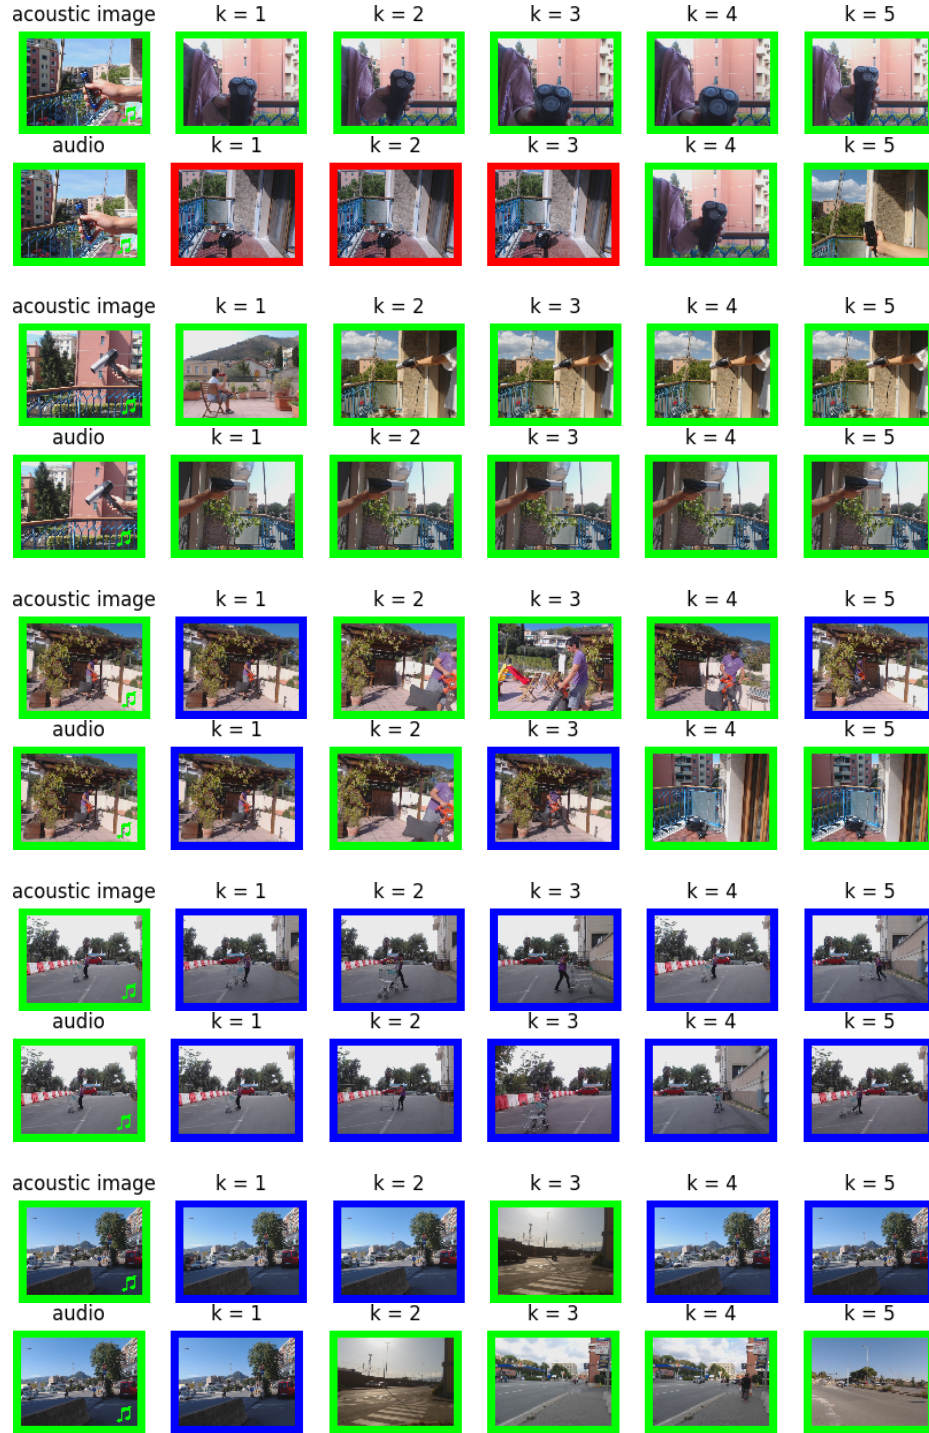 acoustic image k = 1 k = 2 k = 3 k = 4 k = 5
audio k = 1 k = 2 k = 3 k = 4 k = 5
acoustic image k = 1 k = 2 k = 3 k = 4 k = 5
audio k = 1 k = 2 k = 3 k = 4 k = 5
acoustic image k = 1 k = 2 k = 3 k = 4 k = 5
audio k = 1 k = 2 k = 3 k = 4 k = 5
acoustic image k = 1 k = 2 k = 3 k = 4 k = 5
audio k = 1 k = 2 k = 3 k = 4 k = 5
acoustic image k = 1 k = 2 k = 3 k = 4 k = 5
audio k = 1 k = 2 k = 3 k = 4 k = 5